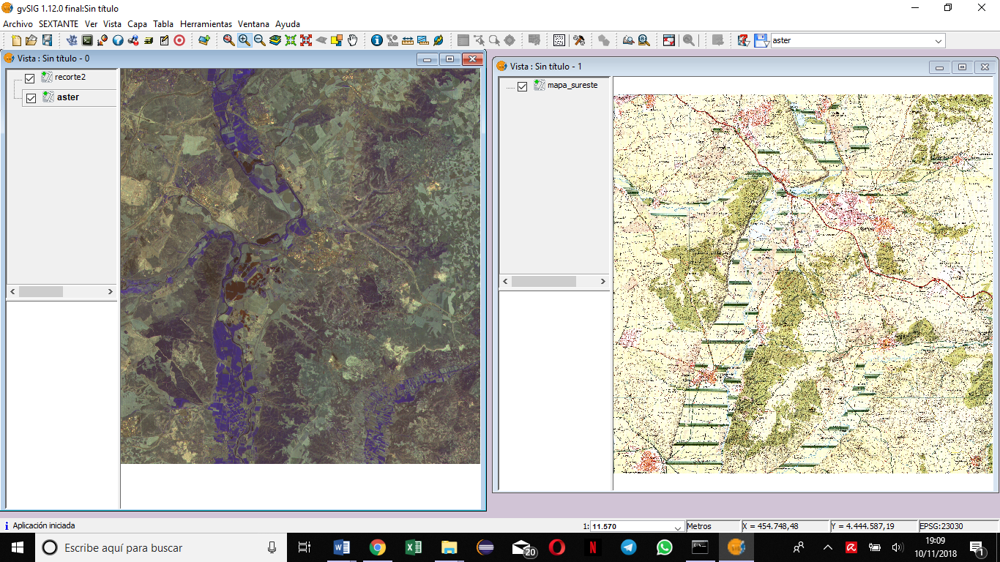 gvSIG 1.12.0 final:Sin título
Archivo SEXTANTE Ver Vista Capa Tabla Herramientas Ventana Ayuda
aster
Vista : Sin título - 0
recorte2
aster
Vista : Sin título - 1
mapa_sureste
Aplicación iniciada
1: 11.570
Metros
X = 454.748,48
Y = 4.444.587,19
EPSG:23030
Escribe aquí para buscar
20
19:09
10/11/2018
1